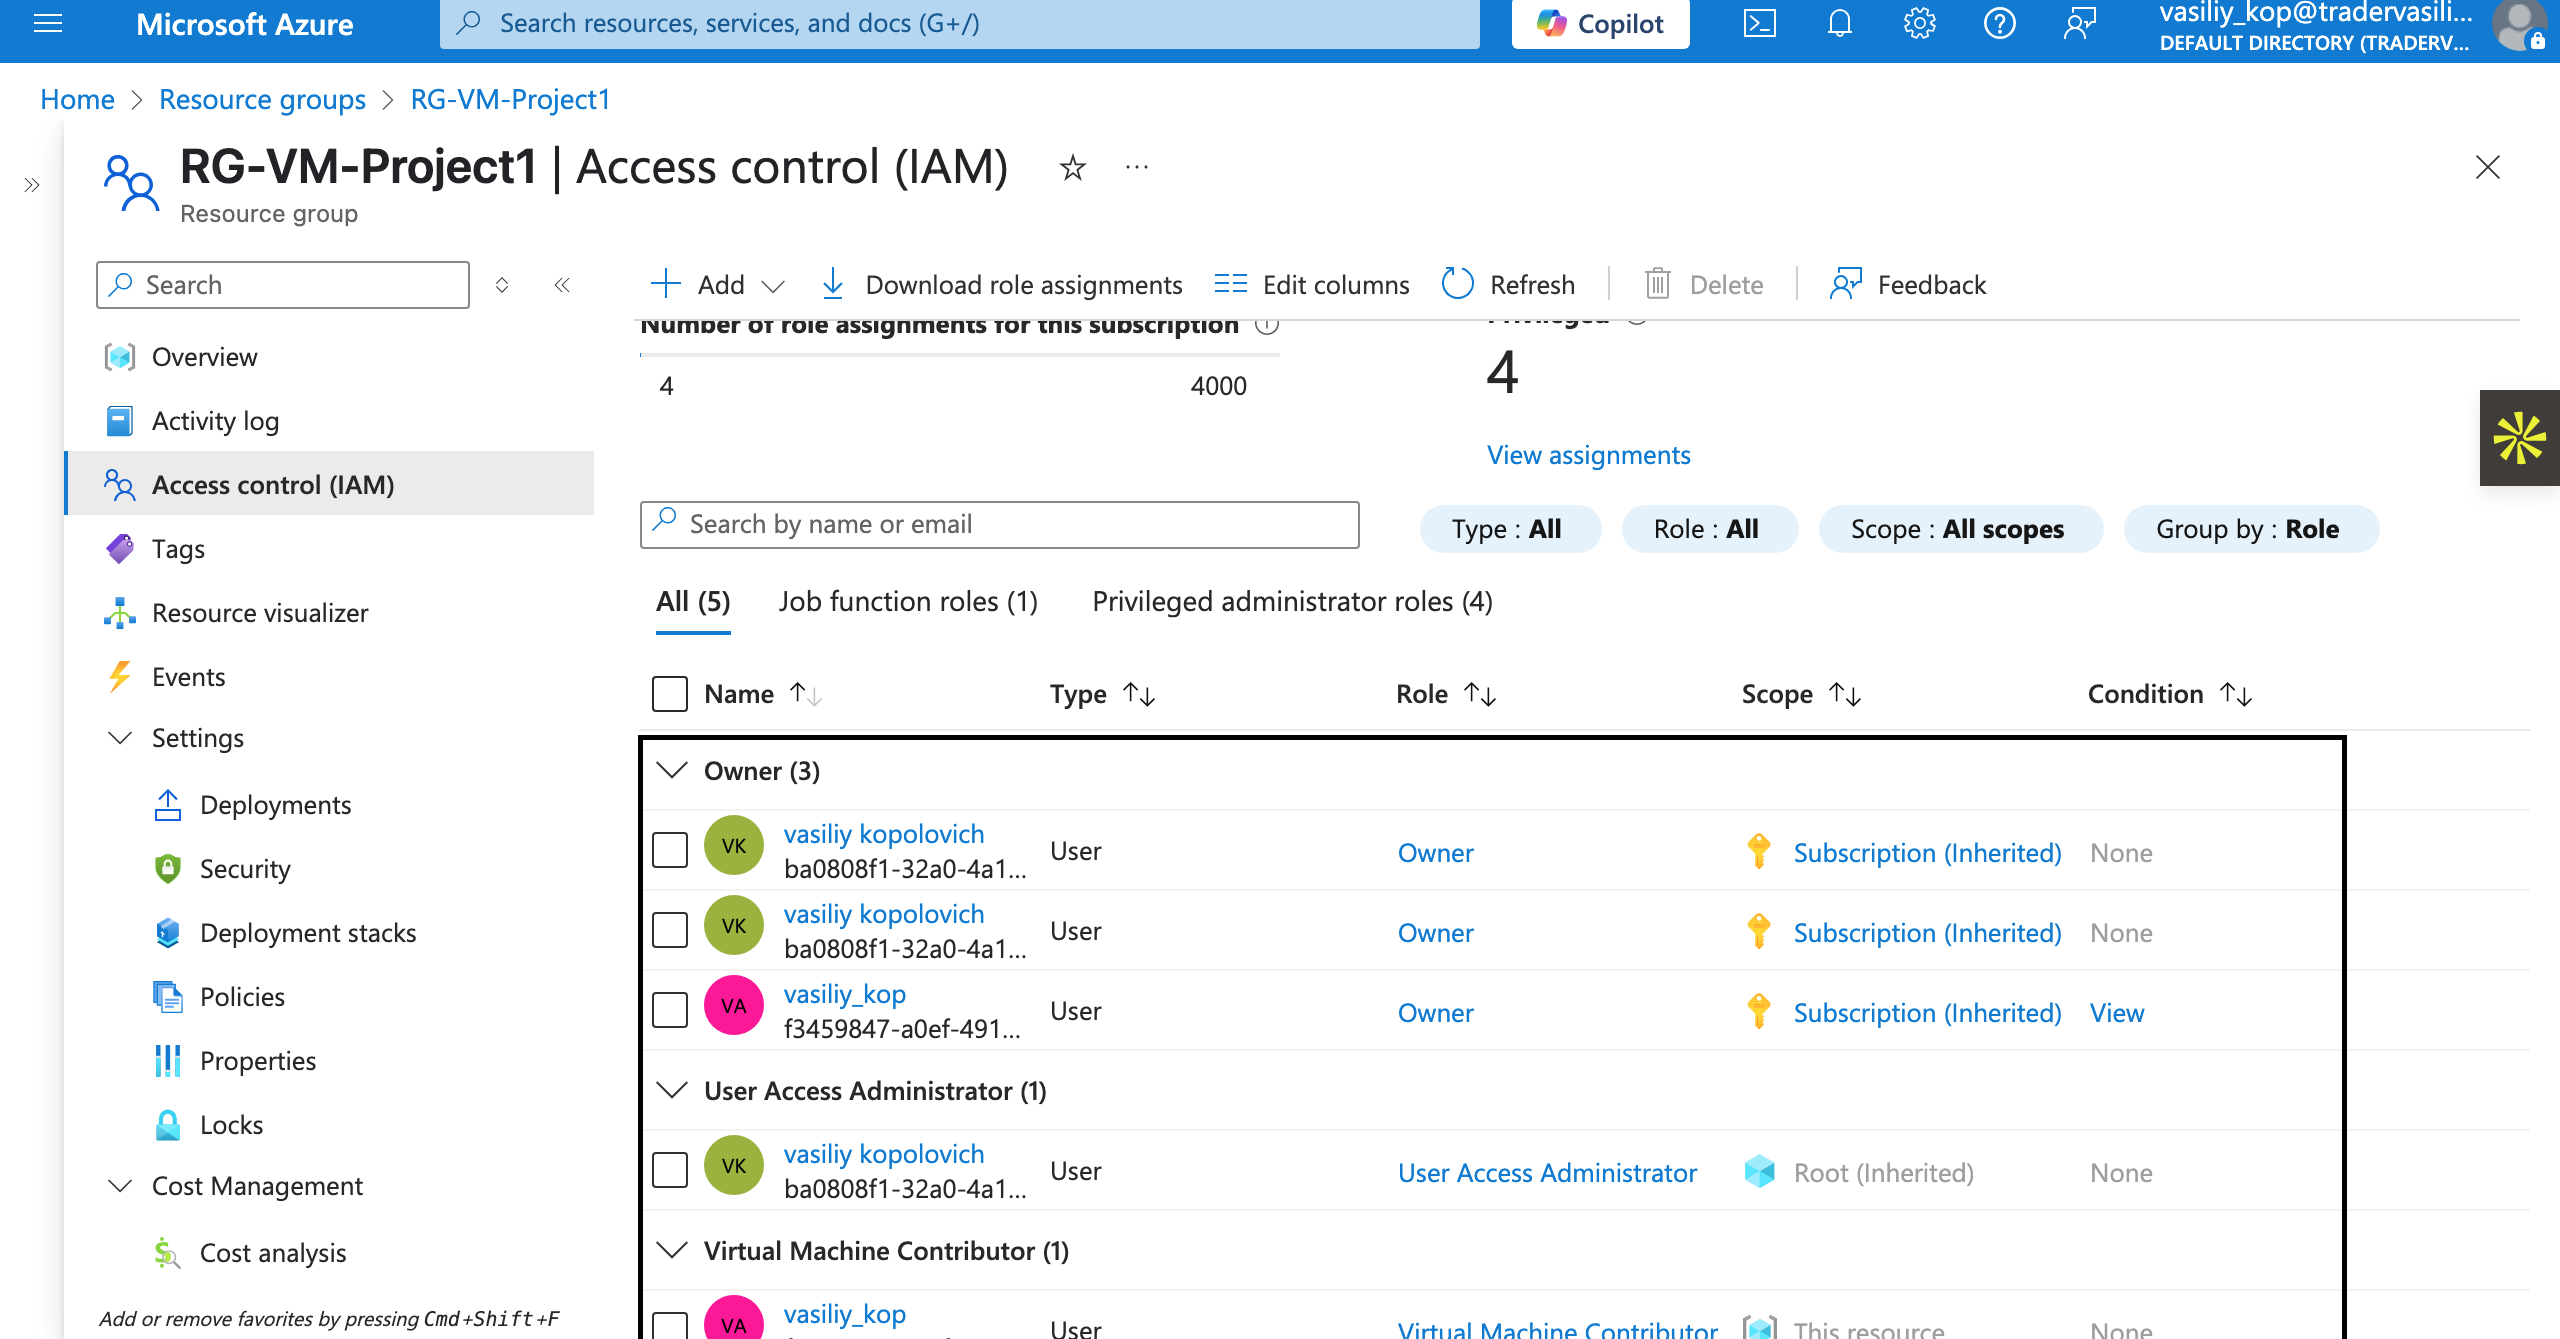 Microsoft Azure
Search resources, services, and docs (G+/)
Copilot
vasiliy_kop@tradervasili...
DEFAULT DIRECTORY (TRADERV...
Home > Resource groups > RG-VM-Project1
RG-VM-Project1 | Access control (IAM)
Resource group
Search
Overview
Activity log
Access control (IAM)
Tags
Resource visualizer
Events
Settings
Deployments
Security
Deployment stacks
Policies
Properties
Locks
Cost Management
Cost analysis
Add or remove favorites by pressing Cmd+Shift+F
Add
Download role assignments
Edit columns
Refresh
Delete
Feedback
Number of role assignments for this subscription
4 4000
Privileged
4
View assignments
Search by name or email
Type : All
Role : All
Scope : All scopes
Group by : Role
All (5) Job function roles (1) Privileged administrator roles (4)
Name Type Role Scope Condition
Owner (3)
VK vasiliy kopolovich User Owner Subscription (Inherited) None
ba0808f1-32a0-4a1...
VK vasiliy kopolovich User Owner Subscription (Inherited) None
ba0808f1-32a0-4a1...
VA vasiliy_kop User Owner Subscription (Inherited) View
f3459847-a0ef-491...
User Access Administrator (1)
VK vasiliy kopolovich User User Access Administrator Root (Inherited) None
ba0808f1-32a0-4a1...
Virtual Machine Contributor (1)
VA vasiliy_kop User Virtual Machine Contributor This resource None